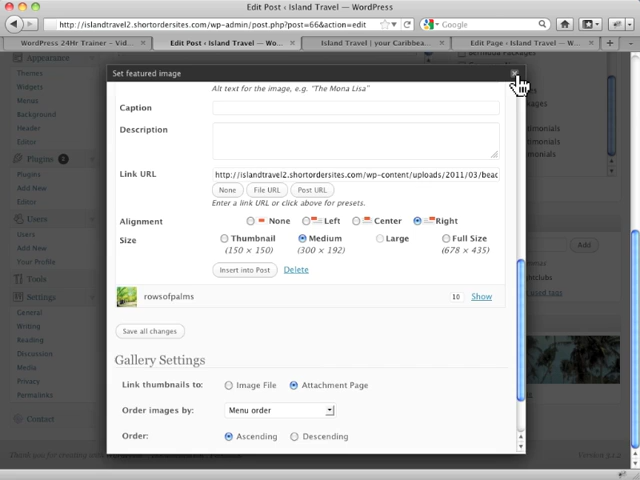 Edit Post ‹ Island Travel — WordPress
http://islandtravel2.shortordersites.com/wp-admin/post.php?post=66&action=edit
Google
WordPress 24Hr Trainer - Vid...
Edit Post ‹ Island Travel — Wo...
Island Travel | your Caribbea...
Edit Page ‹ Island Travel — W...
Appearance
Themes
Widgets
Menus
Background
Header
Editor
Plugins 2
Plugins
Add New
Editor
Users
Users
Add New
Your Profile
Tools
Settings
General
Writing
Reading
Discussion
Media
Privacy
Permalinks
Contact
Set featured image
Alt text for the image, e.g. "The Mona Lisa"
Caption
Description
Link URL
http://islandtravel2.shortordersites.com/wp-content/uploads/2011/03/beac
None
File URL
Post URL
Enter a link URL or click above for presets.
Alignment
None
Left
Center
Right
Size
Thumbnail
Medium
Large
Full Size
(150 × 150)
(300 × 192)
(678 × 435)
Insert into Post
Delete
rowsofpalms
10
Show
Save all changes
Gallery Settings
Link thumbnails to:
Image File
Attachment Page
Order images by:
Menu order
Order:
Ascending
Descending
Add